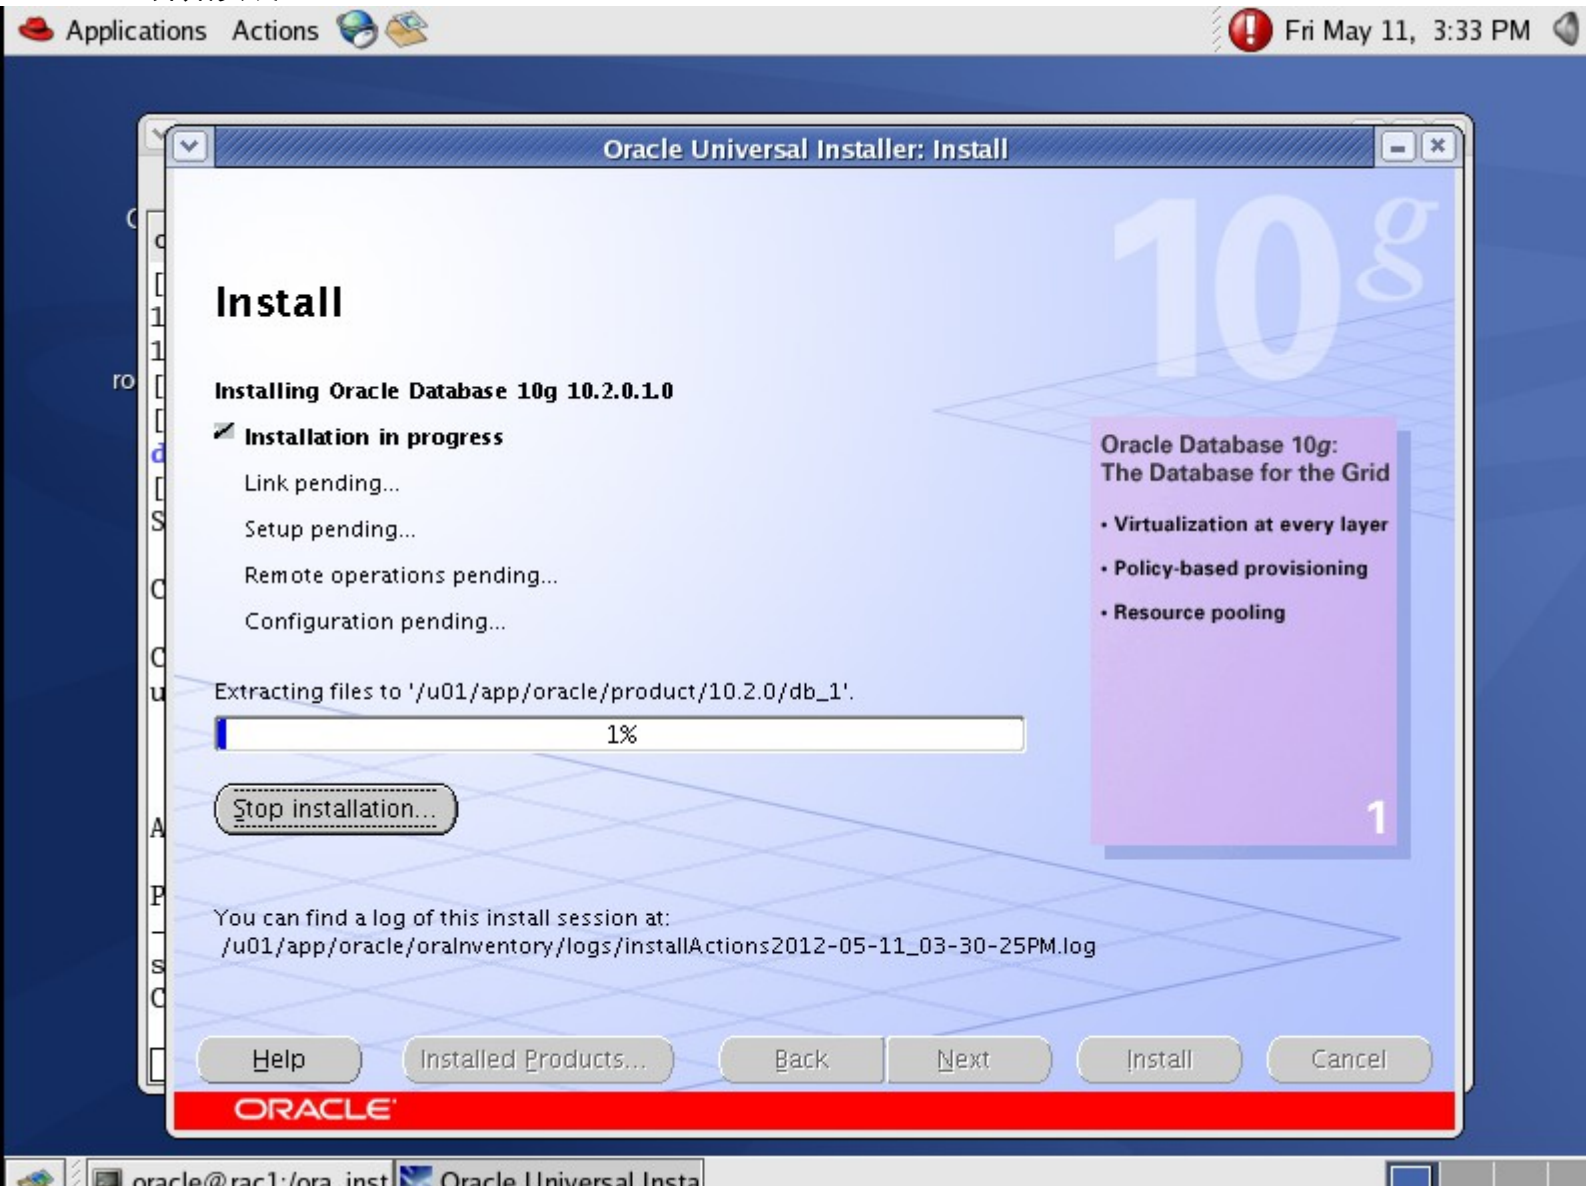 Applications Actions Fri May 11, 3:33 PM
Oracle Universal Installer: Install
10g
Install
Installing Oracle Database 10g 10.2.0.1.0
Installation in progress
Link pending...
Setup pending...
Remote operations pending...
Configuration pending...
Extracting files to '/u01/app/oracle/product/10.2.0/db_1'.
1%
Stop installation...
You can find a log of this install session at:
/u01/app/oracle/oraInventory/logs/installActions2012-05-11_03-30-25PM.log
Oracle Database 10g:
The Database for the Grid
• Virtualization at every layer
• Policy-based provisioning
• Resource pooling
1
Help Installed Products... Back Next Install Cancel
ORACLE
oracle@rac1:/ora_inst Oracle Universal Insta